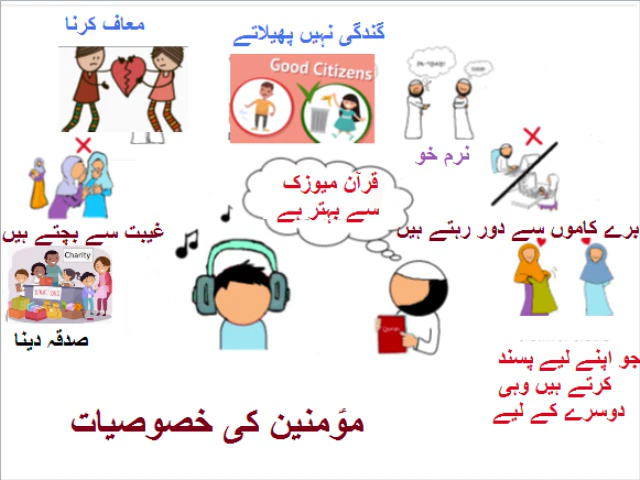 معاف کرنا
گندگی نہیں پھیلاتے
Good Citizens
نرم خو
قرآن میوزک
سے بہتر ہے
غیبت سے بچتے ہیں
برے کاموں سے دور رہتے ہیں
Charity
صدقہ دینا
Quran
جو اپنے لیے پسند
کرتے ہیں وہی
دوسرے کے لیے
مؤمنین کی خصوصیات